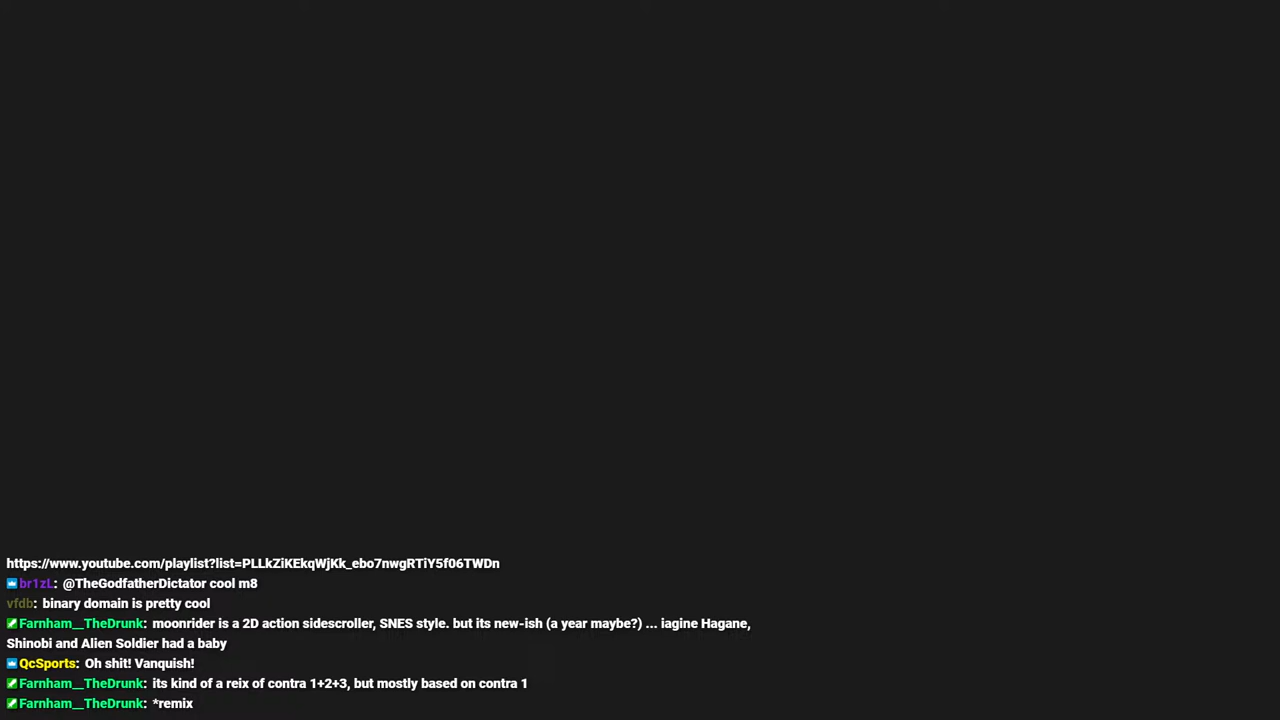 https://www.youtube.com/playlist?list=PLLkZiKEkqWjKk_ebo7nwgRTiY5f06TWDn
br1zL: @TheGodfatherDictator cool m8
vfdb: binary domain is pretty cool
Farnham__TheDrunk: moonrider is a 2D action sidescroller, SNES style. but its new-ish (a year maybe?) ... iagine Hagane,
Shinobi and Alien Soldier had a baby
QcSports: Oh shit! Vanquish!
Farnham__TheDrunk: its kind of a reix of contra 1+2+3, but mostly based on contra 1
Farnham__TheDrunk: *remix